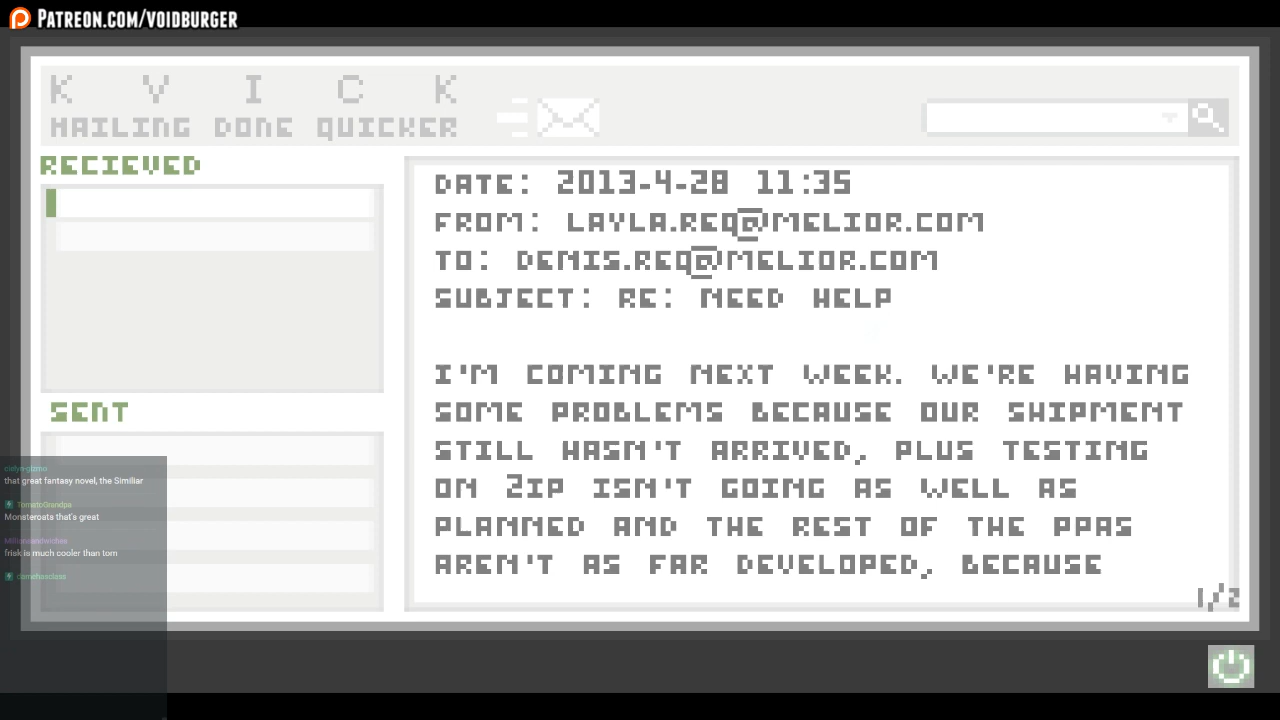 PATREON.COM/VOIDBURGER
K V I C K
MAILING DONE QUICKER
RECIEVED
SENT
DATE: 2013-4-28 11:35
FROM: LAYLA.REQ@MELIOR.COM
TO: DENIS.REQ@MELIOR.COM
SUBJECT: RE: NEED HELP
I'M COMING NEXT WEEK. WE'RE HAVING
SOME PROBLEMS BECAUSE OUR SHIPMENT
STILL HASN'T ARRIVED, PLUS TESTING
ON ZIP ISN'T GOING AS WELL AS
PLANNED AND THE REST OF THE PPAS
AREN'T AS FAR DEVELOPED, BECAUSE
1/2
that great fantasy novel, the Similiar
TomatoGrandpa
Monsteroats that's great
frisk is much cooler than tom